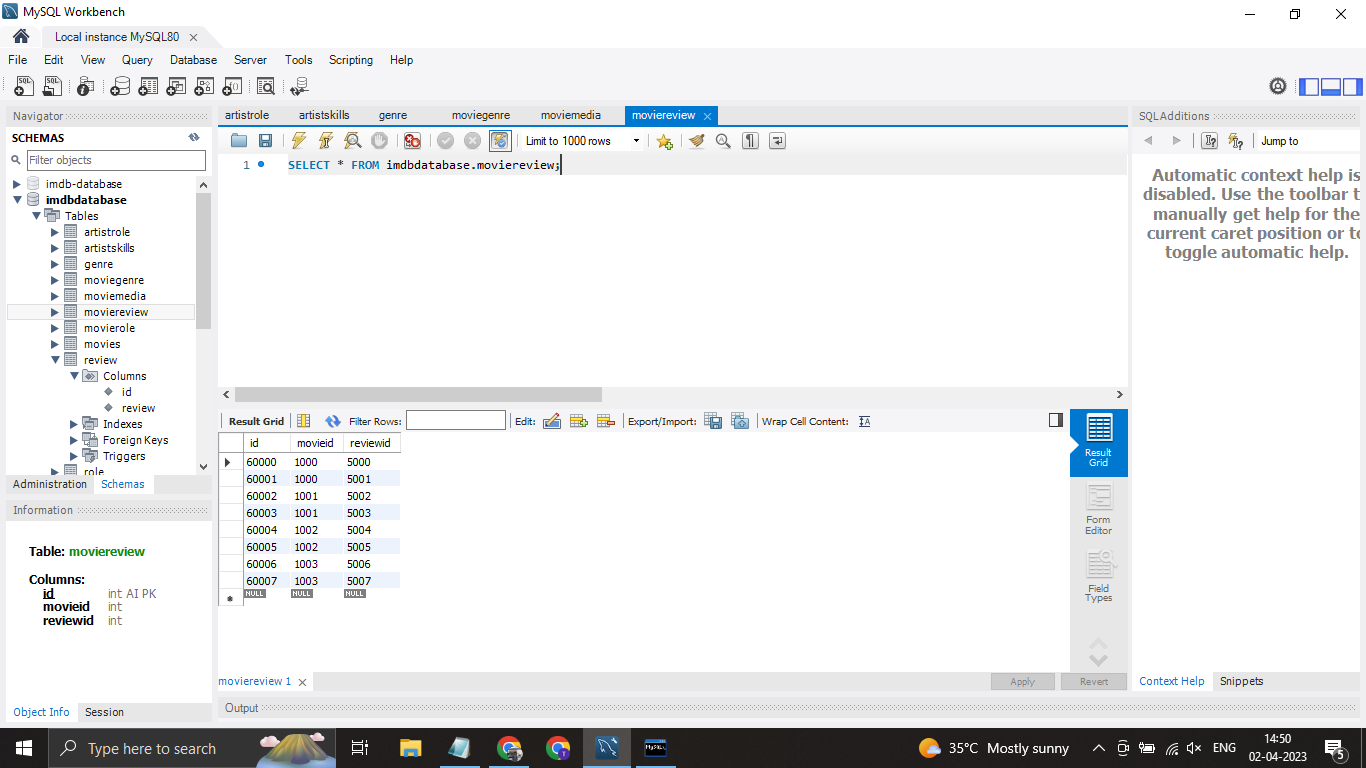 MySQL Workbench
Local instance MySQL80
File Edit View Query Database Server Tools Scripting Help
Navigator
SCHEMAS
Filter objects
imdb-database
imdbdatabase
Tables
artistrole
artistskills
genre
moviegenre
moviemedia
moviereview
movierole
movies
review
Columns
id
review
Indexes
Foreign Keys
Triggers
role
Administration Schemas
Information
Table: moviereview
Columns:
id int AI PK
movieid int
reviewid int
Object Info Session
artistrole artistskills genre moviegenre moviemedia moviereview
Limit to 1000 rows
1 SELECT * FROM imdbdatabase.moviereview;
Result Grid Filter Rows: Edit: Export/Import: Wrap Cell Content:
id movieid reviewid
60000 1000 5000
60001 1000 5001
60002 1001 5002
60003 1001 5003
60004 1002 5004
60005 1002 5005
60006 1003 5006
60007 1003 5007
NULL NULL NULL
Result
Grid
Form
Editor
Field
Types
moviereview 1
Apply Revert
Output
SQLAdditions
Jump to
Automatic context help is
disabled. Use the toolbar t
manually get help for the
current caret position or to
toggle automatic help.
Context Help Snippets
Type here to search
35°C Mostly sunny
ENG
14:50
02-04-2023
5